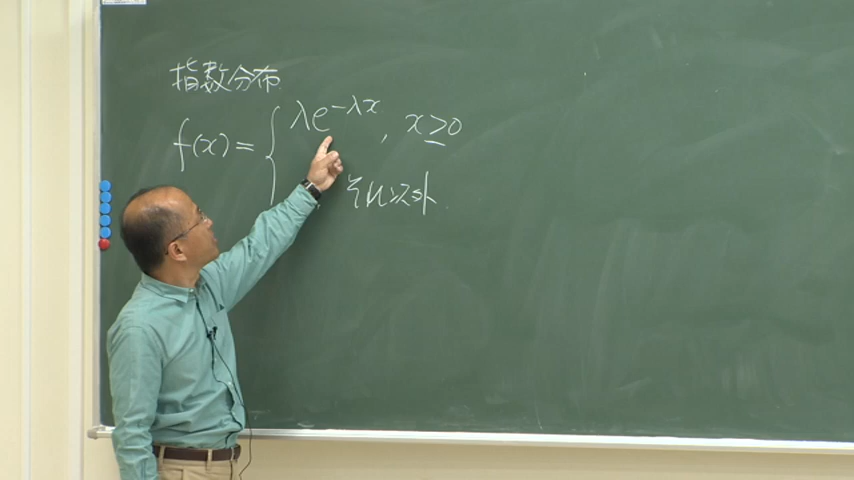 指数分布
f(x) = { λe^{-λx}, x ≥ 0
それ以外